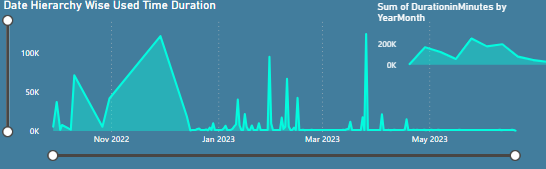 Date Hierarchy Wise Used Time Duration
Sum of DurationinMinutes by
YearMonth
100K
50K
0K
200K
0K
Nov 2022
Jan 2023
Mar 2023
May 2023